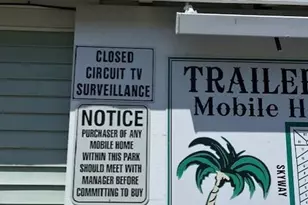 CLOSED
CIRCUIT TV
SURVEILLANCE
NOTICE
PURCHASER OF ANY
MOBILE HOME
WITHIN THIS PARK
SHOULD MEET WITH
MANAGER BEFORE
COMMITTING TO BUY
TRAILE
Mobile H
SKYWAY